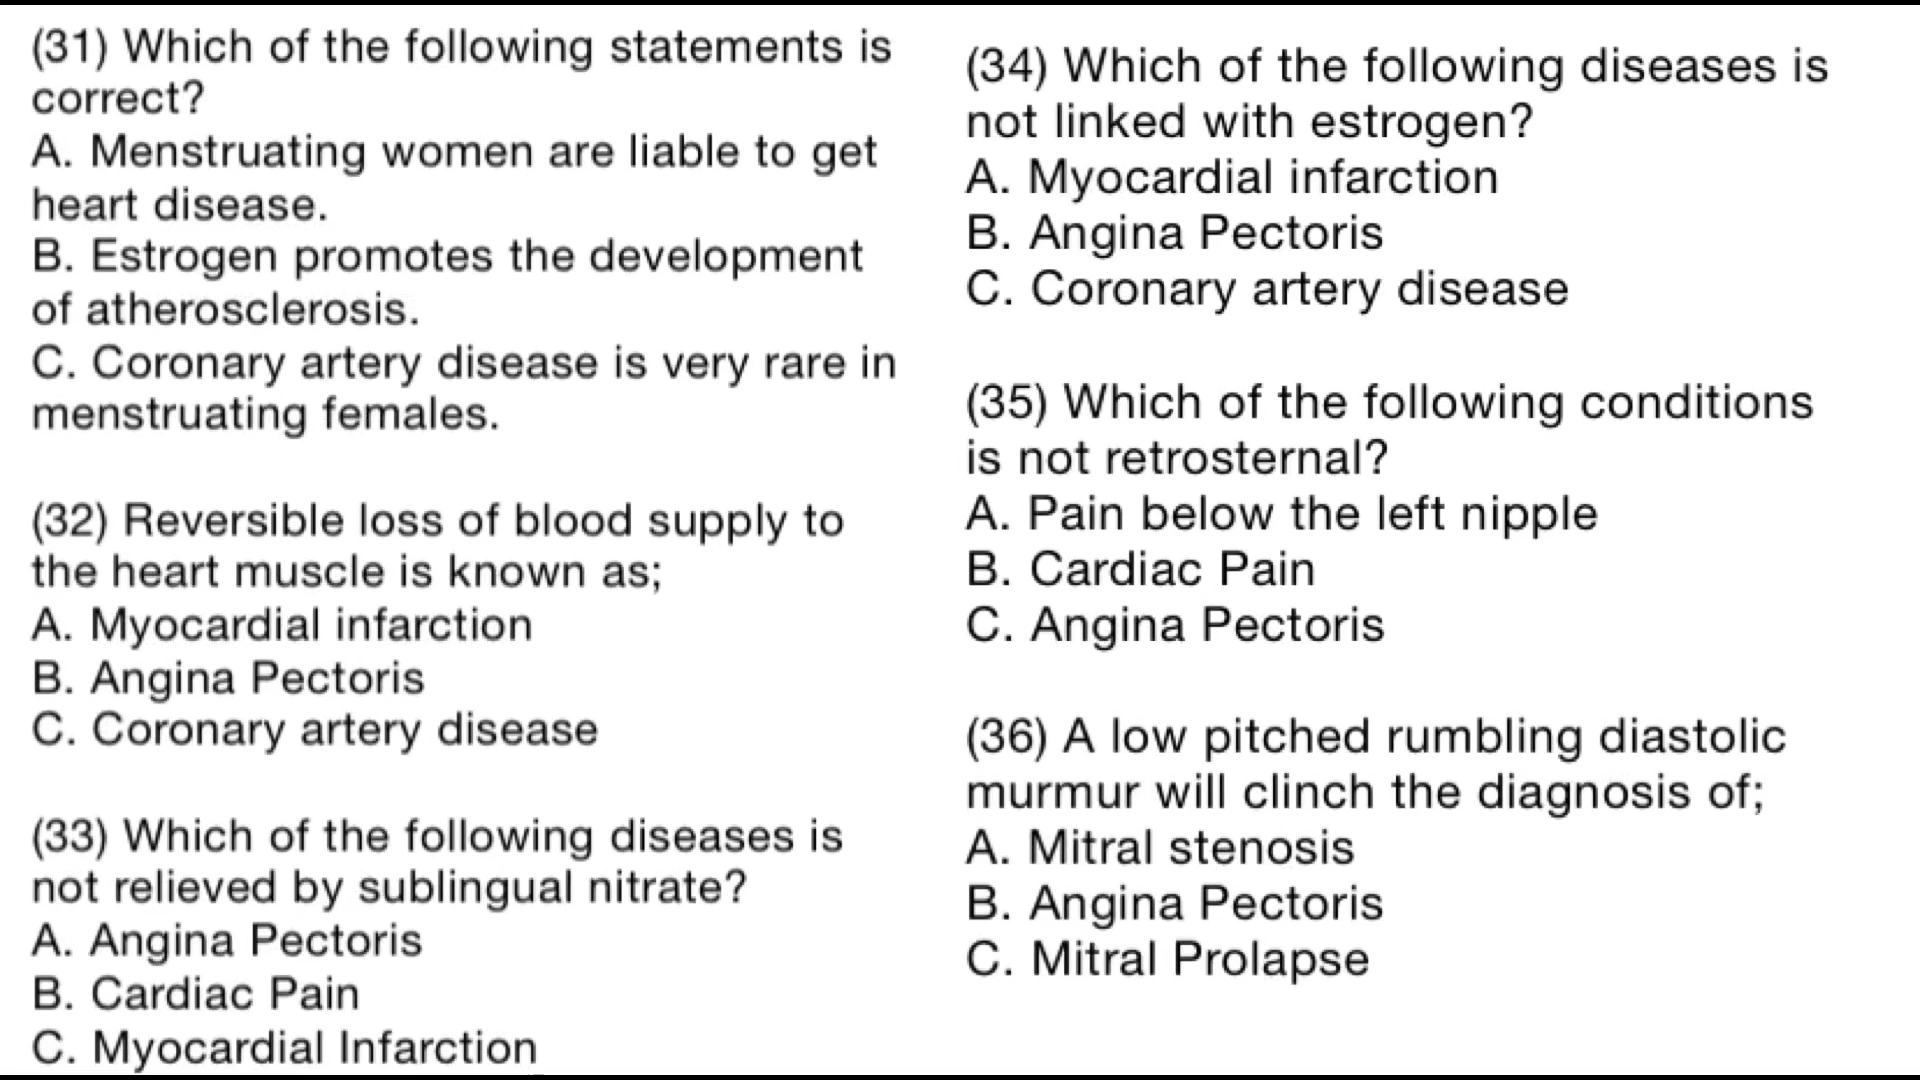 (31) Which of the following statements is
correct?
A. Menstruating women are liable to get
heart disease.
B. Estrogen promotes the development
of atherosclerosis.
C. Coronary artery disease is very rare in
menstruating females.
(32) Reversible loss of blood supply to
the heart muscle is known as;
A. Myocardial infarction
B. Angina Pectoris
C. Coronary artery disease
(33) Which of the following diseases is
not relieved by sublingual nitrate?
A. Angina Pectoris
B. Cardiac Pain
C. Myocardial Infarction
(34) Which of the following diseases is
not linked with estrogen?
A. Myocardial infarction
B. Angina Pectoris
C. Coronary artery disease
(35) Which of the following conditions
is not retrosternal?
A. Pain below the left nipple
B. Cardiac Pain
C. Angina Pectoris
(36) A low pitched rumbling diastolic
murmur will clinch the diagnosis of;
A. Mitral stenosis
B. Angina Pectoris
C. Mitral Prolapse